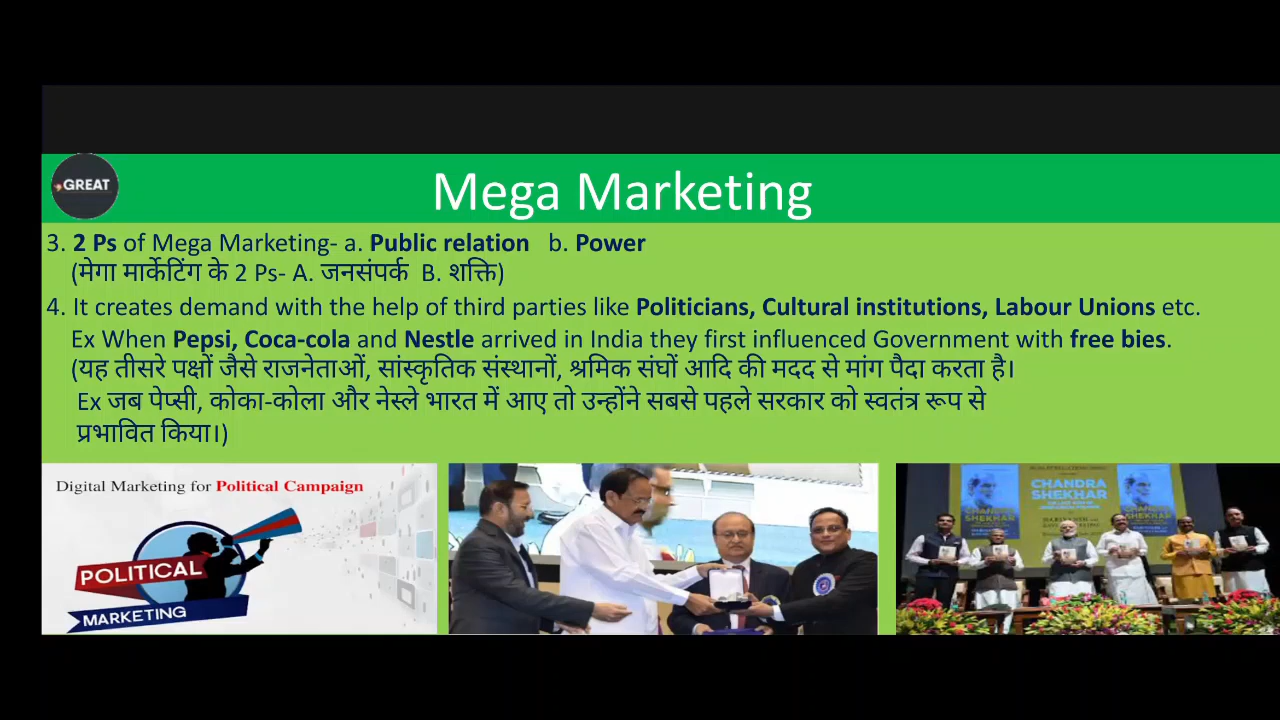 GREAT
Mega Marketing
3. 2 Ps of Mega Marketing- a. Public relation b. Power
(मेगा मार्केटिंग के 2 Ps- A. जनसंपर्क B. शक्ति)
4. It creates demand with the help of third parties like Politicians, Cultural institutions, Labour Unions etc.
Ex When Pepsi, Coca-cola and Nestle arrived in India they first influenced Government with free bies.
(यह तीसरे पक्षों जैसे राजनेताओं, सांस्कृतिक संस्थानों, श्रमिक संघों आदि की मदद से मांग पैदा करता है।
Ex जब पेप्सी, कोका-कोला और नेस्ले भारत में आए तो उन्होंने सबसे पहले सरकार को स्वतंत्र रूप से
प्रभावित किया।)
Digital Marketing for Political Campaign
POLITICAL
MARKETING
CHANDRA
SHEKHAR